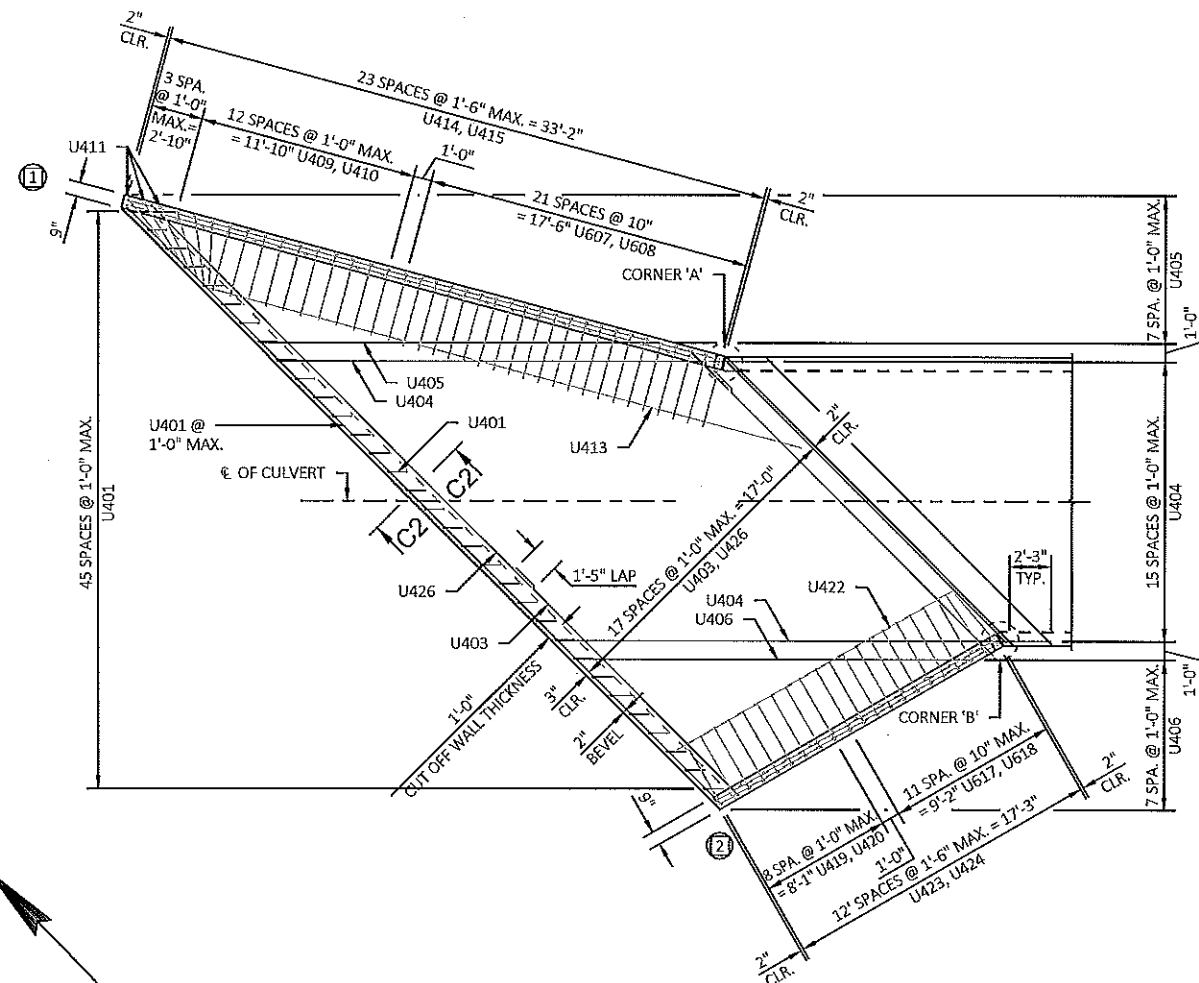 2"
CLR.
23 SPACES @ 1'-6" MAX. = 33'-2"
U414, U415
3 SPA.
@ 1'-0"
MAX.=
2'-10"
12 SPACES @ 1'-0" MAX.
= 11'-10" U409, U410
1'-0"
21 SPACES @ 10"
= 17'-6" U607, U608
2"
CLR.
U411
1
9"
CORNER 'A'
7 SPA. @ 1'-0" MAX.
U405
1'-0"
U405
U404
U401 @
1'-0" MAX.
U401
U413
2"
CLR.
45 SPACES @ 1'-0" MAX.
U401
℄ OF CULVERT
C2
C2
17 SPACES @ 1'-0" MAX. = 17'-0"
U403, U426
15 SPACES @ 1'-0" MAX.
U404
2'-3"
TYP.
1'-5" LAP
U426
U403
U404
U406
U422
1'-0"
CUT OFF WALL THICKNESS
3"
CLR.
2"
BEVEL
CORNER 'B'
1'-0"
7 SPA. @ 1'-0" MAX.
U406
9"
2
11 SPA. @ 10" MAX.
= 9'-2" U617, U618
8 SPA. @ 1'-0" MAX.
= 8'-1" U419, U420
1'-0"
12' SPACES @ 1'-6" MAX. = 17'-3"
U423, U424
2"
CLR.
2"
CLR.